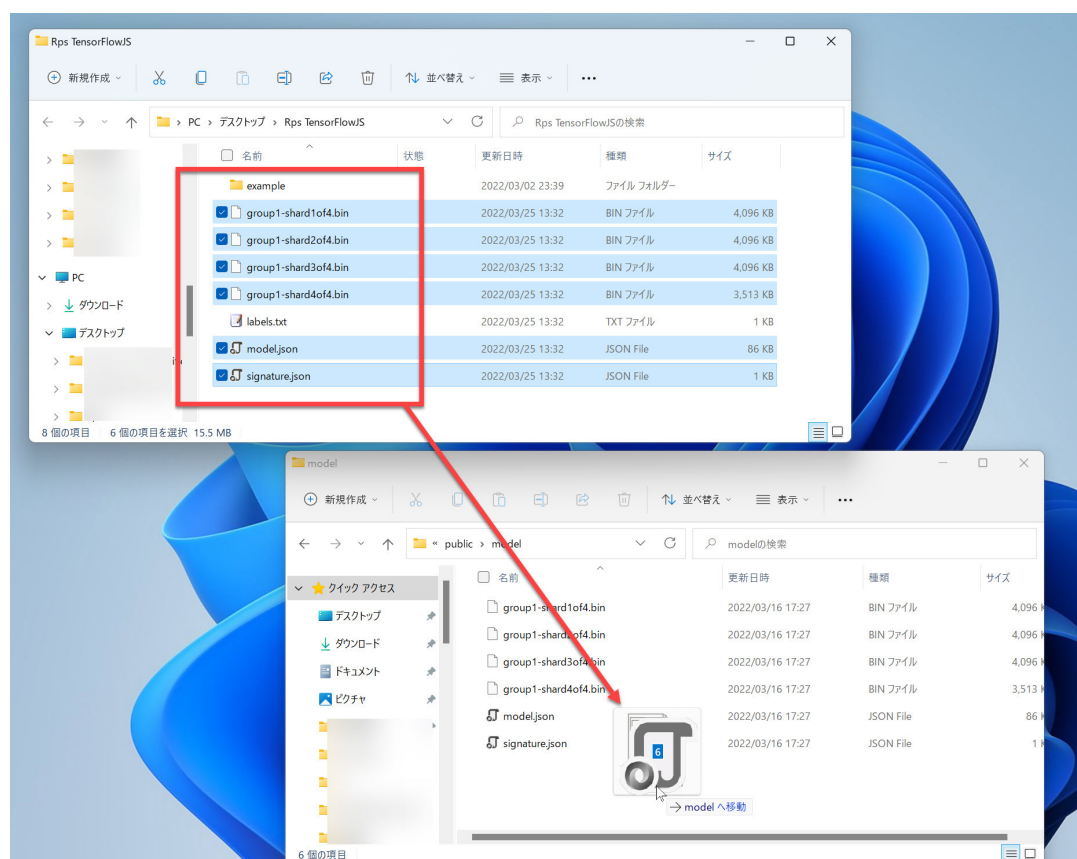 Rps TensorFlowJS
新規作成
並べ替え
表示
PC > デスクトップ > Rps TensorFlowJS
Rps TensorFlowJSの検索
名前 状態 更新日時 種類 サイズ
example 2022/03/02 23:39 ファイル フォルダー
group1-shard1of4.bin 2022/03/25 13:32 BIN ファイル 4,096 KB
group1-shard2of4.bin 2022/03/25 13:32 BIN ファイル 4,096 KB
group1-shard3of4.bin 2022/03/25 13:32 BIN ファイル 4,096 KB
group1-shard4of4.bin 2022/03/25 13:32 BIN ファイル 3,513 KB
labels.txt 2022/03/25 13:32 TXT ファイル 1 KB
model.json 2022/03/25 13:32 JSON File 86 KB
signature.json 2022/03/25 13:32 JSON File 1 KB
PC
ダウンロード
デスクトップ
8 個の項目 6 個の項目を選択 15.5 MB
model
新規作成
並べ替え
表示
« public > model
modelの検索
クイック アクセス
デスクトップ
ダウンロード
ドキュメント
ピクチャ
名前 更新日時 種類 サイズ
group1-shard1of4.bin 2022/03/16 17:27 BIN ファイル 4,096
group1-shard2of4.bin 2022/03/16 17:27 BIN ファイル 4,096
group1-shard3of4.bin 2022/03/16 17:27 BIN ファイル 4,096
group1-shard4of4.bin 2022/03/16 17:27 BIN ファイル 3,513
model.json 2022/03/16 17:27 JSON File 86
signature.json 2022/03/16 17:27 JSON File 1
6
→ model へ移動
6 個の項目